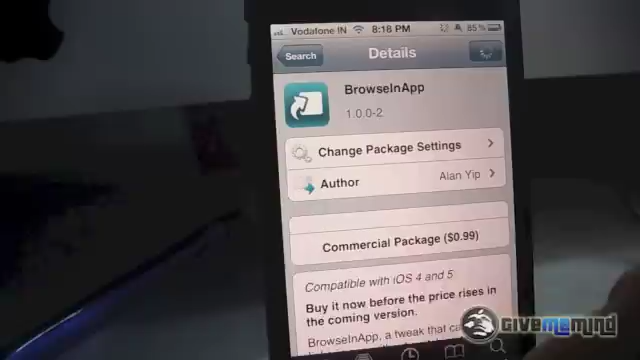 Vodafone IN 8:18 PM 85%
Search Details
BrowseInApp
1.0.0-2
Change Package Settings
Author Alan Yip
Commercial Package ($0.99)
Compatible with iOS 4 and 5
Buy it now before the price rises in
the coming version.
BrowseInApp, a tweak that
GIVEMEMIND